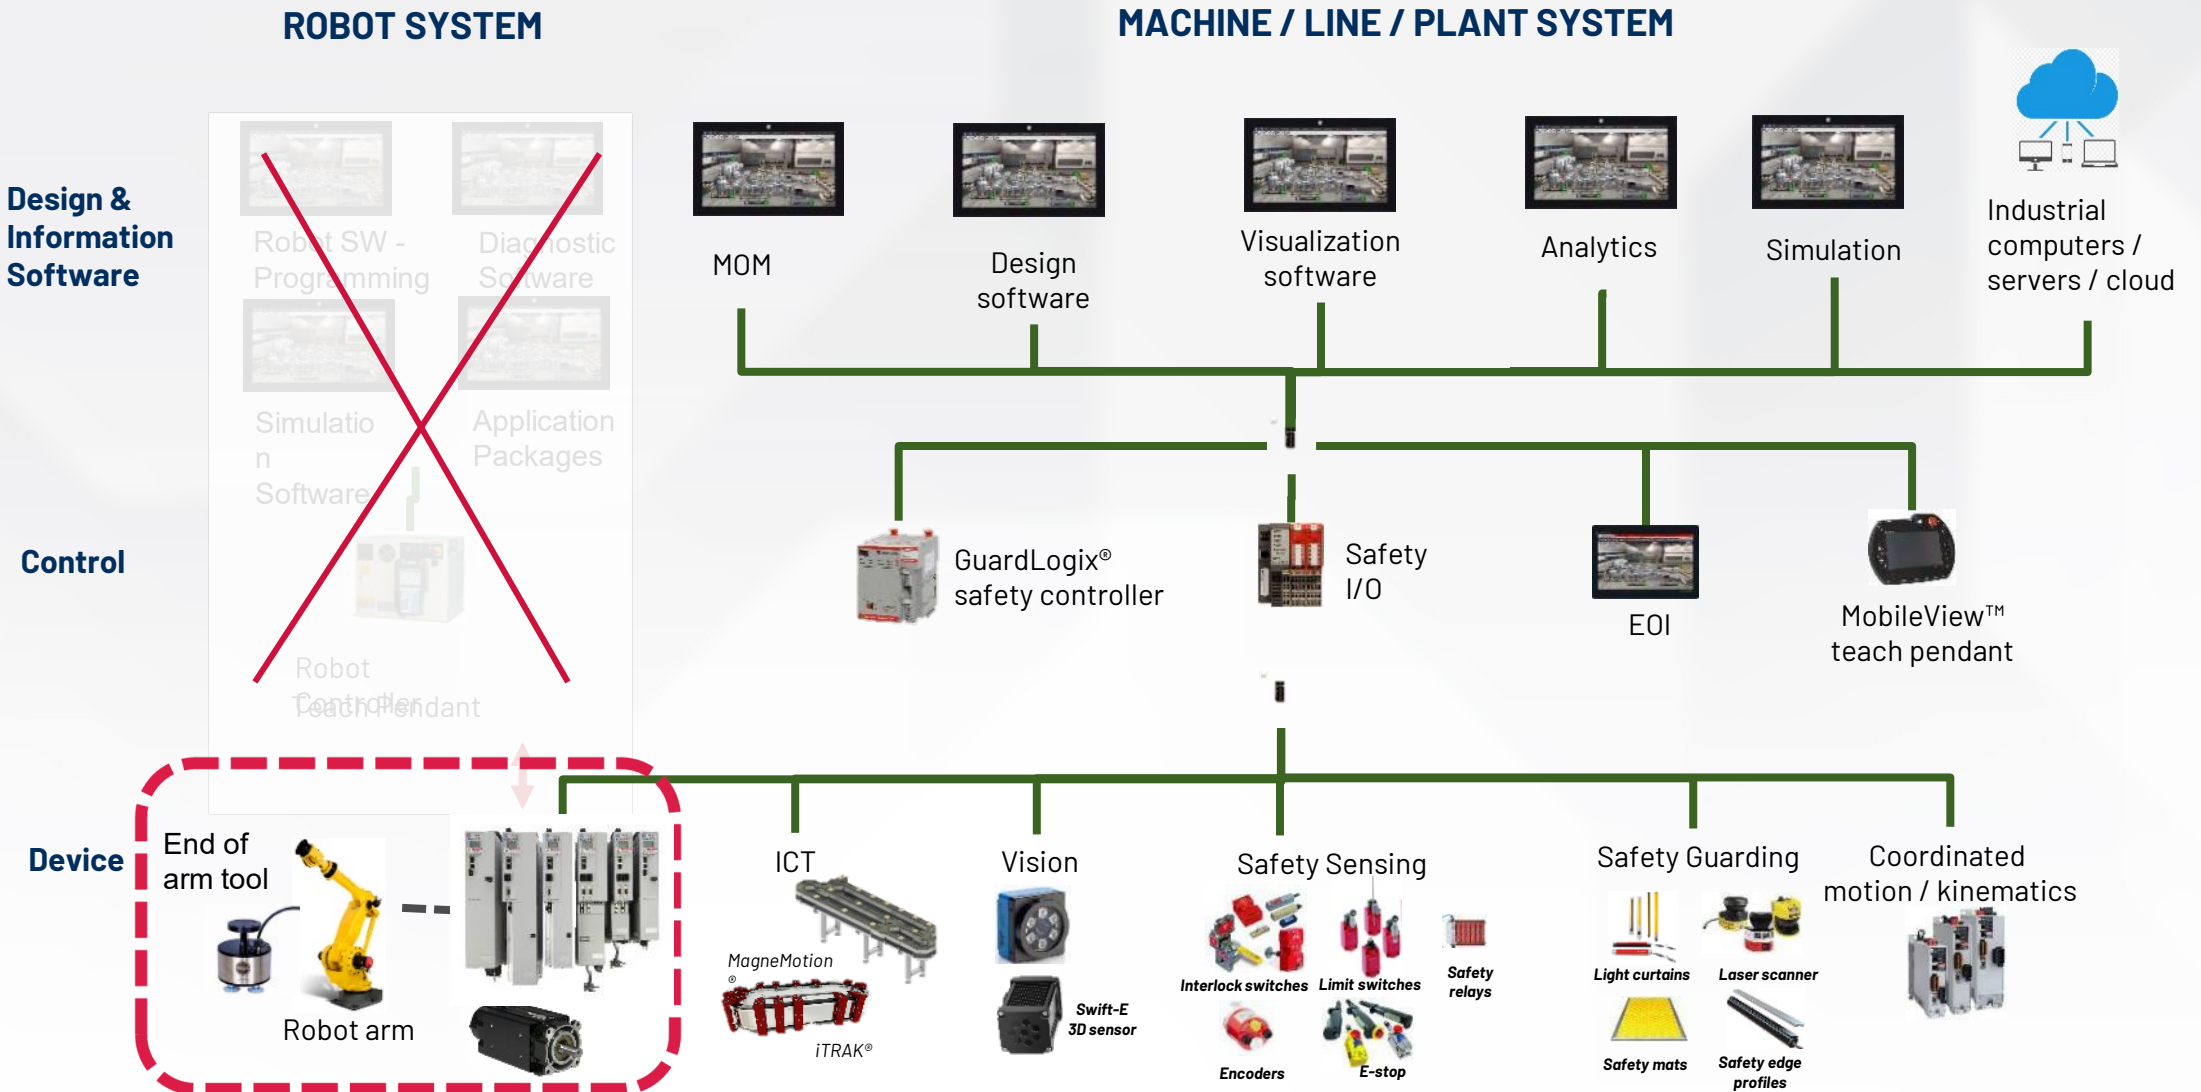 ROBOT SYSTEM
MACHINE / LINE / PLANT SYSTEM
Design &
Information
Software
Robot SW -
Programming
Diagnostic
Software
Simulatio
n
Software
Application
Packages
MOM
Design
software
Visualization
software
Analytics
Simulation
Industrial
computers /
servers / cloud
Control
Robot
Controller
Teach Pendant
GuardLogix®
safety controller
Safety
I/O
EOI
MobileView™
teach pendant
Device
End of
arm tool
Robot arm
ICT
MagneMotion
®
iTRAK®
Vision
Swift-E
3D sensor
Safety Sensing
Interlock switches
Limit switches
Safety
relays
Encoders
E-stop
Safety Guarding
Light curtains
Laser scanner
Safety mats
Safety edge
profiles
Coordinated
motion / kinematics